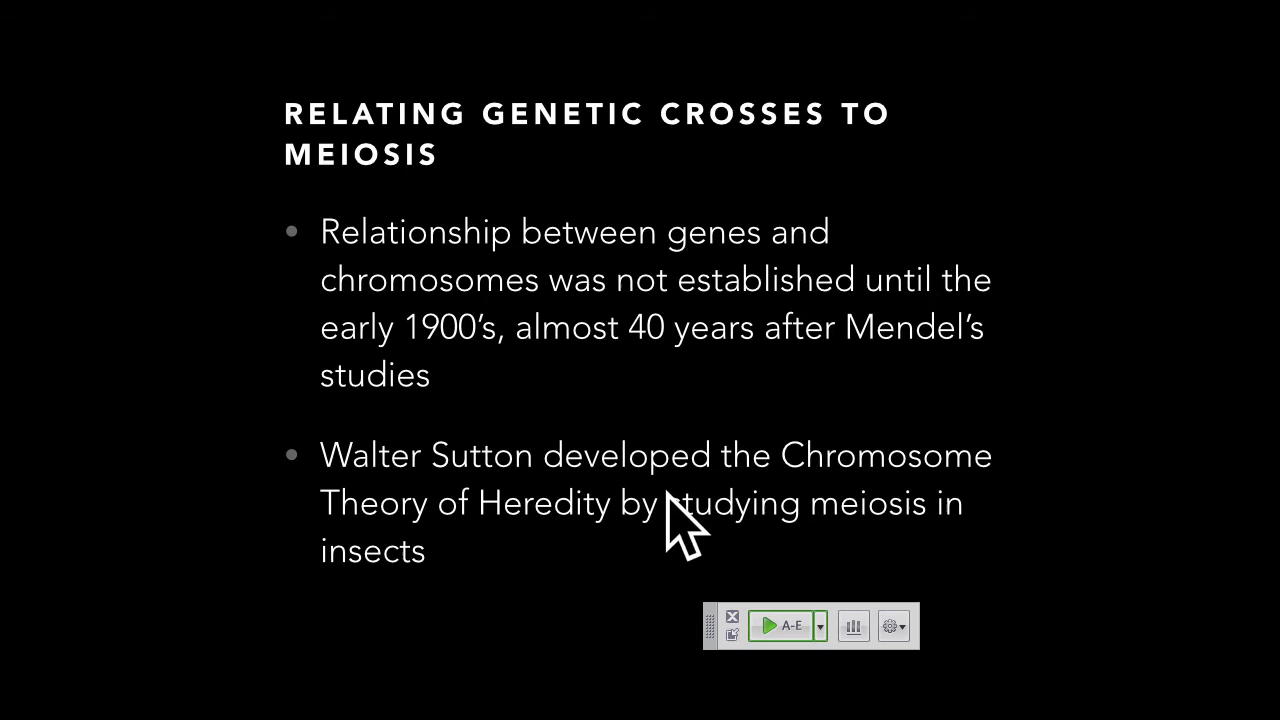 RELATING GENETIC CROSSES TO
MEIOSIS
• Relationship between genes and
chromosomes was not established until the
early 1900’s, almost 40 years after Mendel’s
studies
• Walter Sutton developed the Chromosome
Theory of Heredity by studying meiosis in
insects
A-E